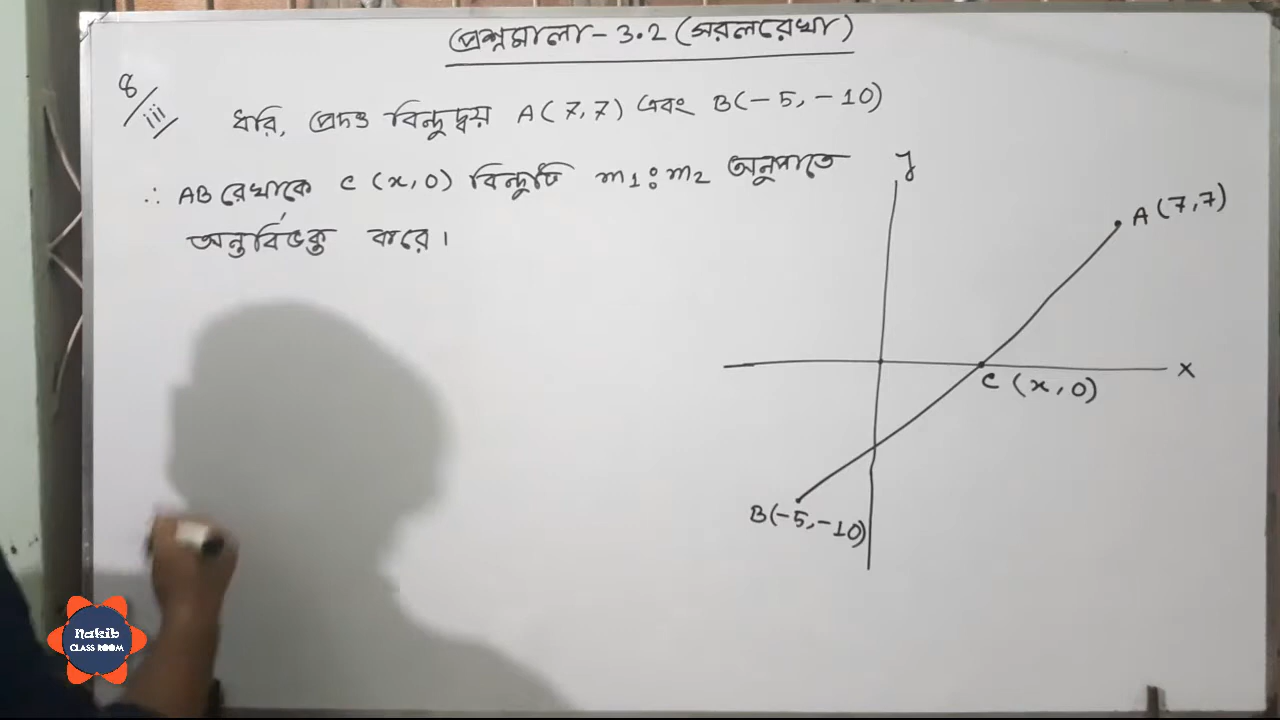 প্রশ্নমালা - 3.2 (সরলরেখা)
8/iii
ধরি, প্রদত্ত বিন্দুদ্বয় A(7,7) এবং B(-5,-10)
∴ AB রেখাকে C (x,0) বিন্দুটি m1:m2 অনুপাতে
অন্তর্বিভক্ত করে।
y
A(7,7)
x
C (x,0)
B(-5,-10)
Nakib
CLASS ROOM